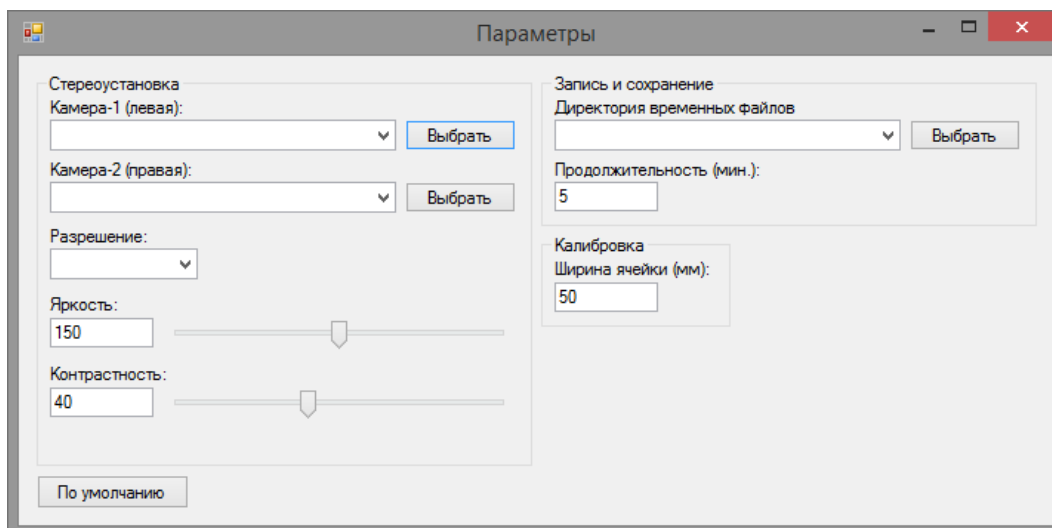 Параметры
Стереоустановка
Камера-1 (левая):
Выбрать
Камера-2 (правая):
Выбрать
Разрешение:
Яркость:
150
Контрастность:
40
По умолчанию
Запись и сохранение
Директория временных файлов
Выбрать
Продолжительность (мин.):
5
Калибровка
Ширина ячейки (мм):
50